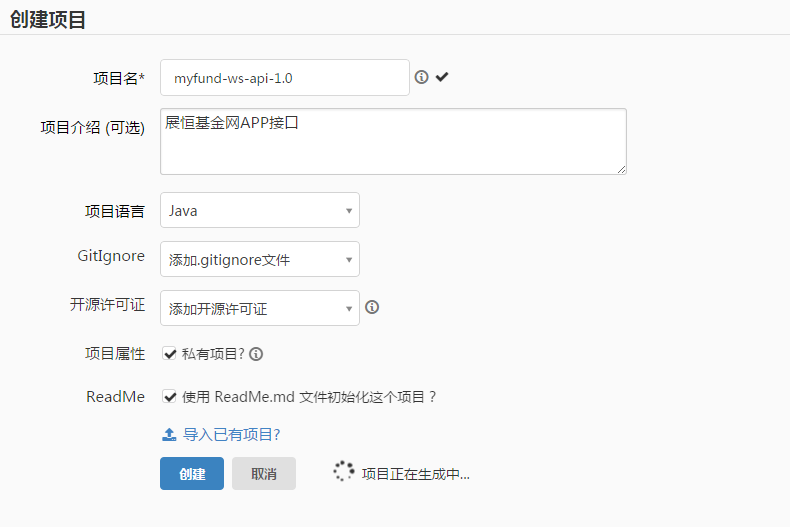 创建项目
项目名* myfund-ws-api-1.0
项目介绍 (可选) 展恒基金网APP接口
项目语言 Java
GitIgnore 添加.gitignore文件
开源许可证 添加开源许可证
项目属性 私有项目?
ReadMe 使用 ReadMe.md 文件初始化这个项目？
导入已有项目?
创建 取消 项目正在生成中...